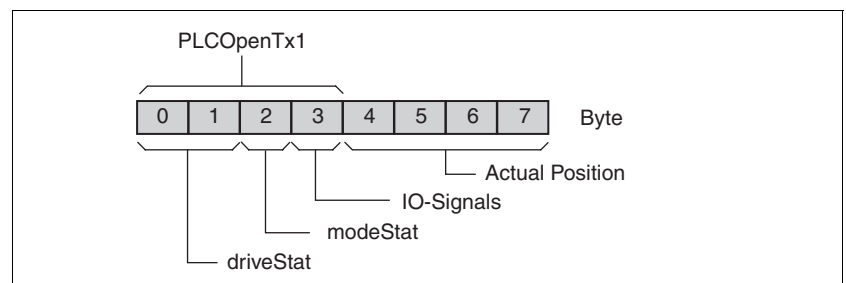 PLCOpenTx1
0 1 2 3 4 5 6 7 Byte
Actual Position
IO-Signals
modeStat
driveStat